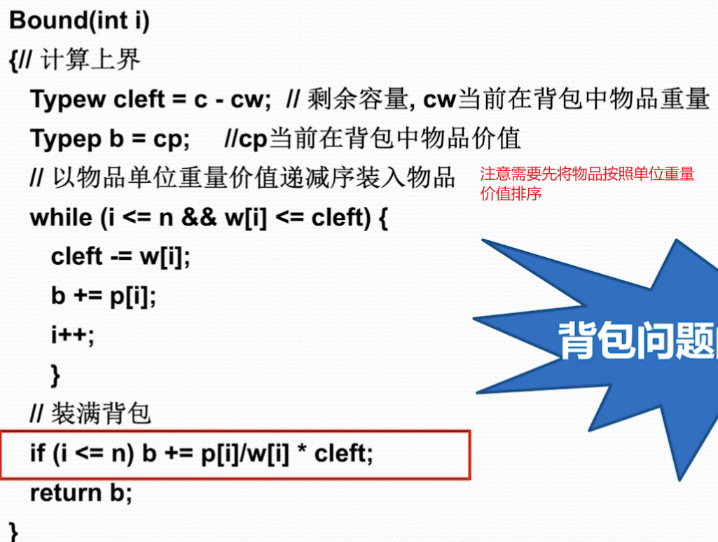 Bound(int i)
{// 计算上界
Typew cleft = c - cw; // 剩余容量, cw当前在背包中物品重量
Typep b = cp; //cp当前在背包中物品价值
// 以物品单位重量价值递减序装入物品
注意需要先将物品按照单位重量
价值排序
while (i <= n && w[i] <= cleft) {
cleft -= w[i];
b += p[i];
i++;
}
背包问题
// 装满背包
if (i <= n) b += p[i]/w[i] * cleft;
return b;
}